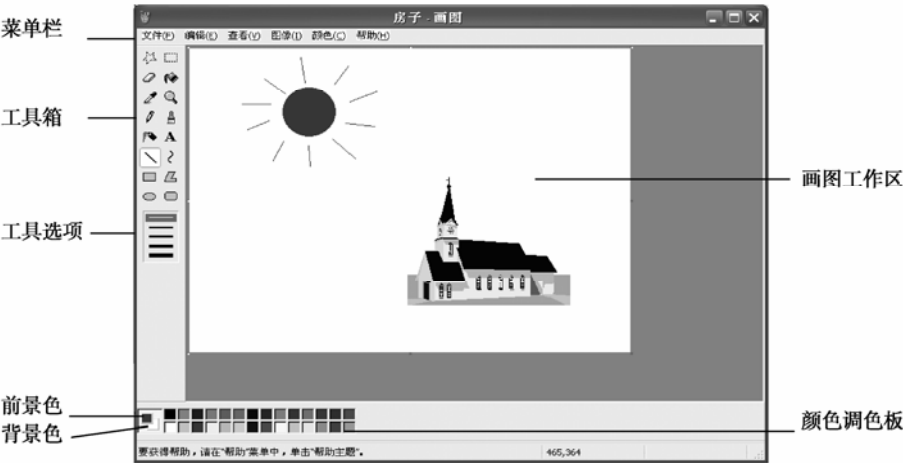 房子 - 画图
菜单栏
文件(F) 编辑(E) 查看(V) 图像(I) 颜色(C) 帮助(H)
工具箱
A
画图工作区
工具选项
前景色
背景色
颜色调色板
要获得帮助，请在“帮助”菜单中，单击“帮助主题”。
465,364